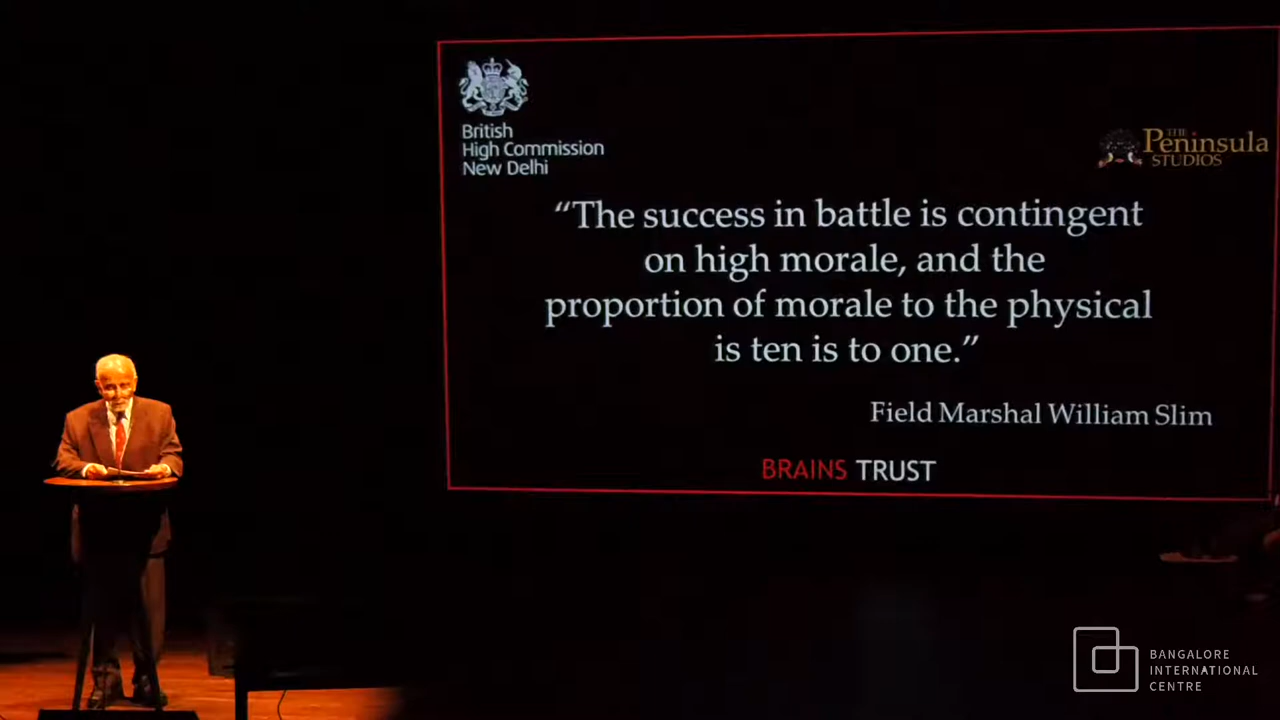 British
High Commission
New Delhi
THE
Peninsula
STUDIOS
“The success in battle is contingent
on high morale, and the
proportion of morale to the physical
is ten is to one.”
Field Marshal William Slim
BRAINS TRUST
BANGALORE
INTERNATIONAL
CENTRE